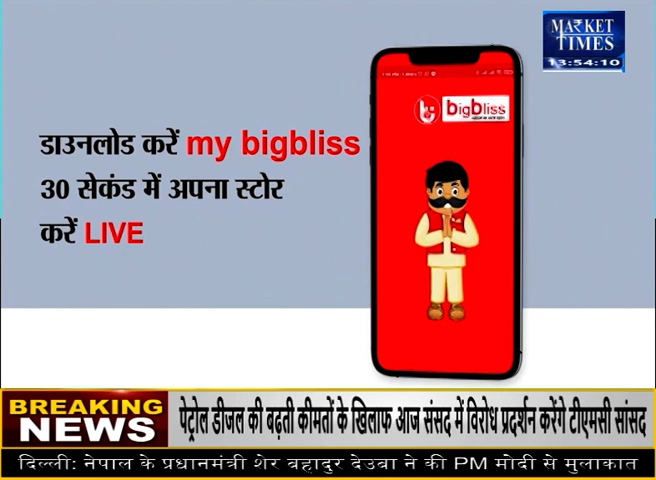 MARKET
TIMES
13:54:10
bigbliss
डाउनलोड करें my bigbliss
30 सेकंड में अपना स्टोर
करें LIVE
BREAKING
NEWS
पेट्रोल डीजल की बढ़ती कीमतों के खिलाफ आज संसद में विरोध प्रदर्शन करेंगे टीएमसी सांसद
दिल्ली: नेपाल के प्रधानमंत्री शेर बहादुर देउबा ने की PM मोदी से मुलाकात